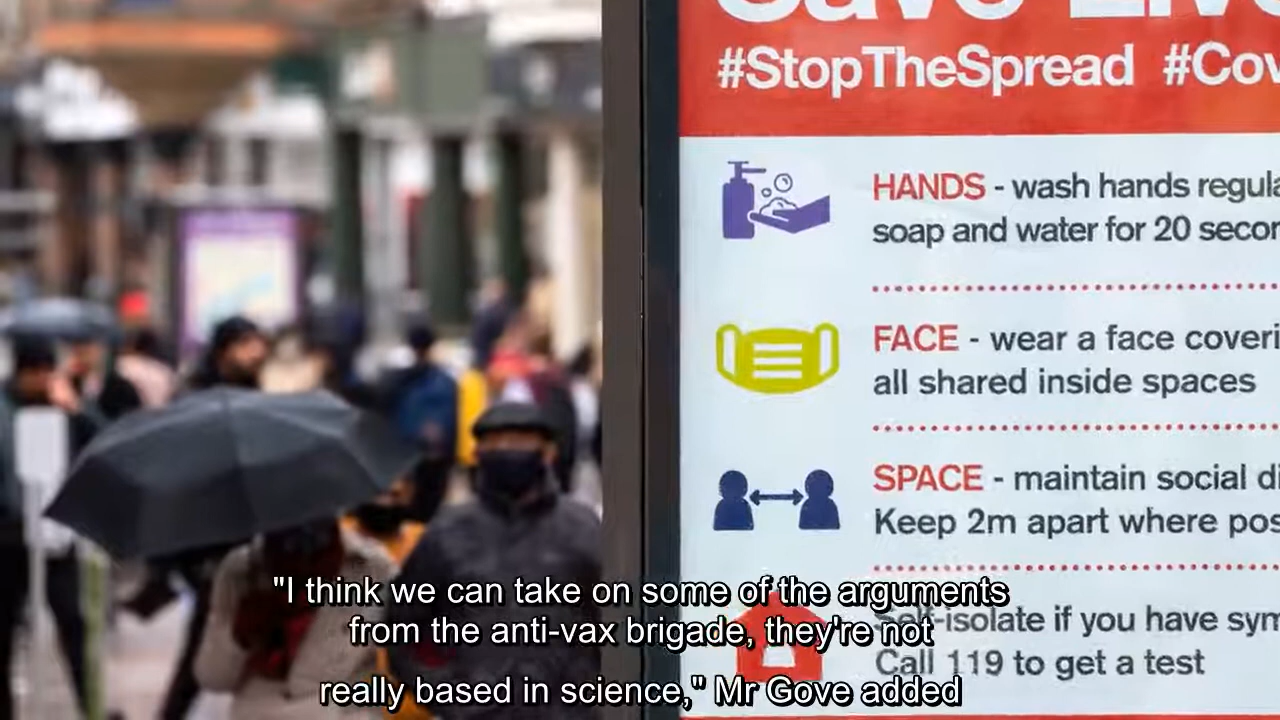 Save Live
#StopTheSpread #Cov
HANDS - wash hands regula
soap and water for 20 secon
FACE - wear a face coveri
all shared inside spaces
SPACE - maintain social di
Keep 2m apart where pos
Self-isolate if you have sym
Call 119 to get a test
"I think we can take on some of the arguments
from the anti-vax brigade, they're not
really based in science," Mr Gove added